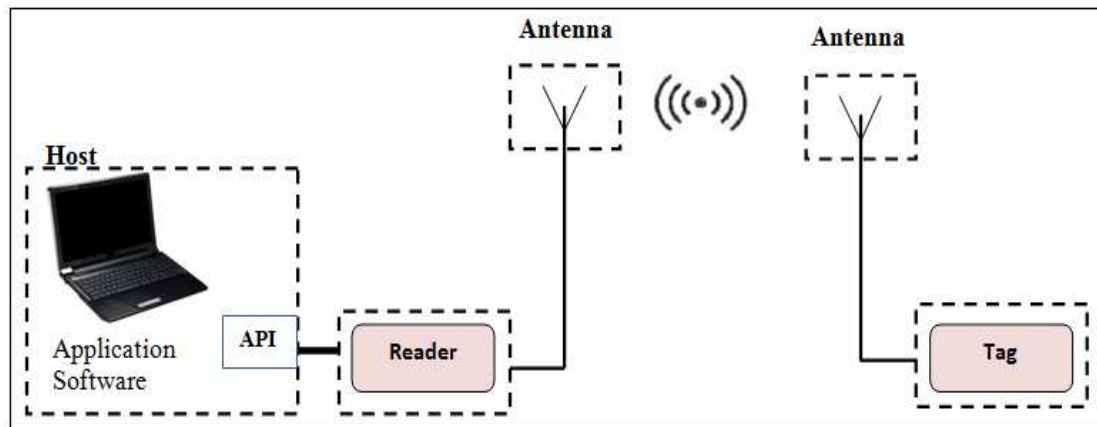 Antenna
Antenna
Host
Application
Software
API
Reader
Tag